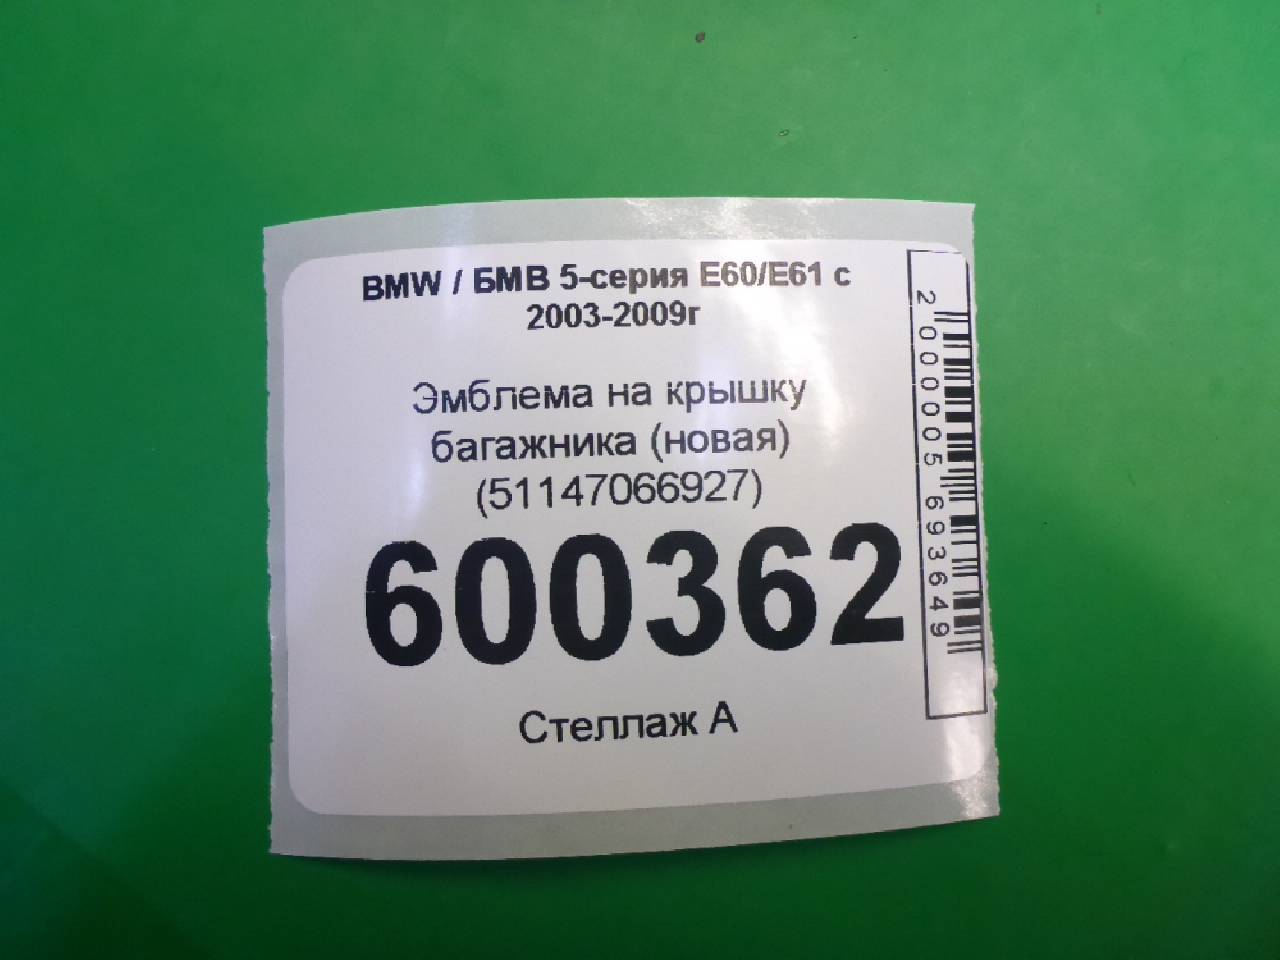 BMW / БМВ 5-серия E60/E61 с
2003-2009г
Эмблема на крышку
багажника (новая)
(51147066927)
600362
Стеллаж А
2000005693649